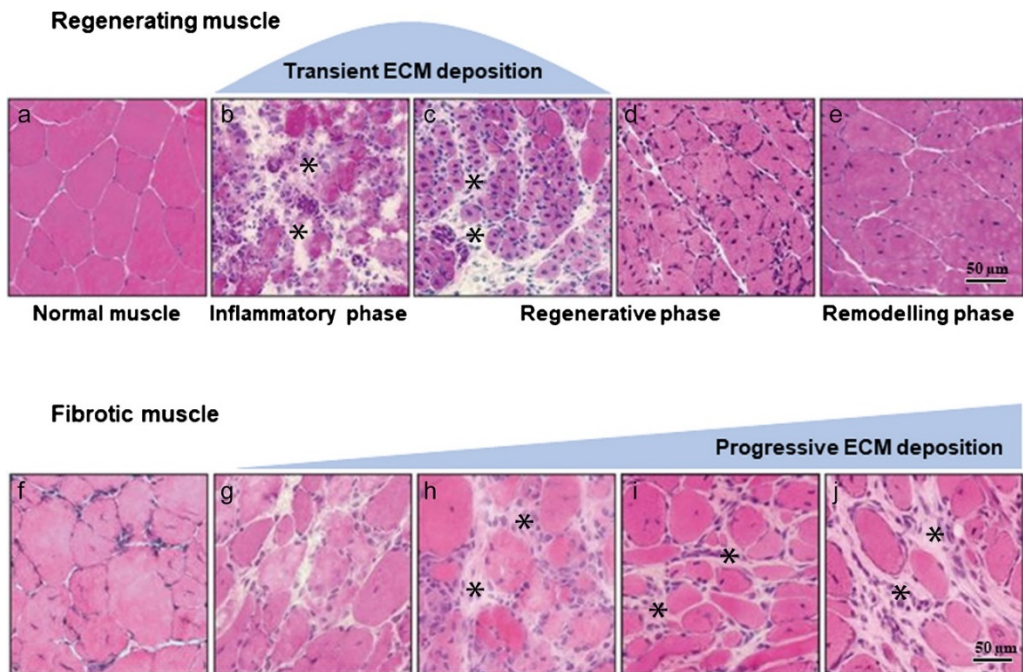 Regenerating muscle
Transient ECM deposition
a b c d e
* * * *
50 µm
Normal muscle Inflammatory phase Regenerative phase Remodelling phase
Fibrotic muscle
Progressive ECM deposition
f g h i j
* * * * * *
50 µm